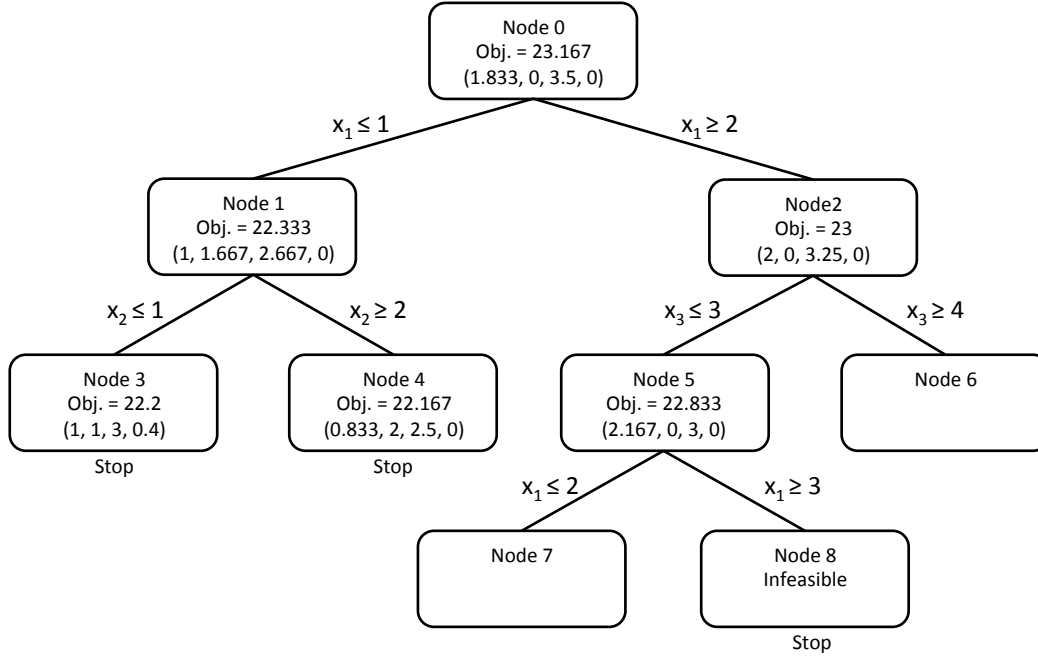 Node 0
Obj. = 23.167
(1.833, 0, 3.5, 0)
x₁ ≤ 1
x₁ ≥ 2
Node 1
Obj. = 22.333
(1, 1.667, 2.667, 0)
Node2
Obj. = 23
(2, 0, 3.25, 0)
x₂ ≤ 1
x₂ ≥ 2
x₃ ≤ 3
x₃ ≥ 4
Node 3
Obj. = 22.2
(1, 1, 3, 0.4)
Stop
Node 4
Obj. = 22.167
(0.833, 2, 2.5, 0)
Stop
Node 5
Obj. = 22.833
(2.167, 0, 3, 0)
Node 6
x₁ ≤ 2
x₁ ≥ 3
Node 7
Node 8
Infeasible
Stop